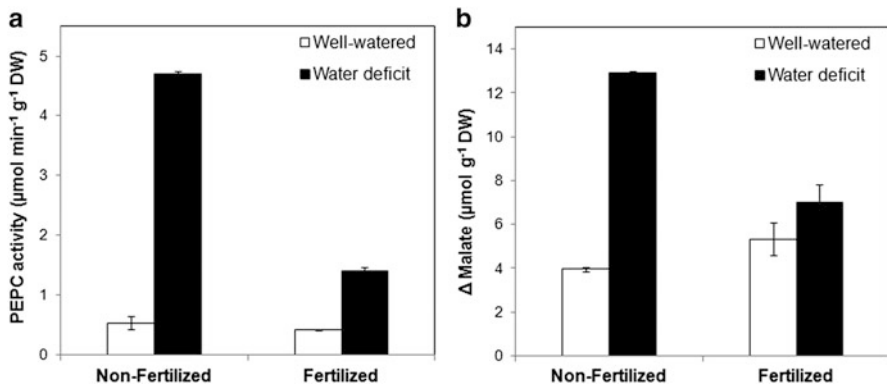 a
PEPC activity (µmol min⁻¹ g⁻¹ DW)
5
4
3
2
1
0
Well-watered
Water deficit
Non-Fertilized
Fertilized
b
Δ Malate (µmol g⁻¹ DW)
14
12
10
8
6
4
2
0
Well-watered
Water deficit
Non-Fertilized
Fertilized